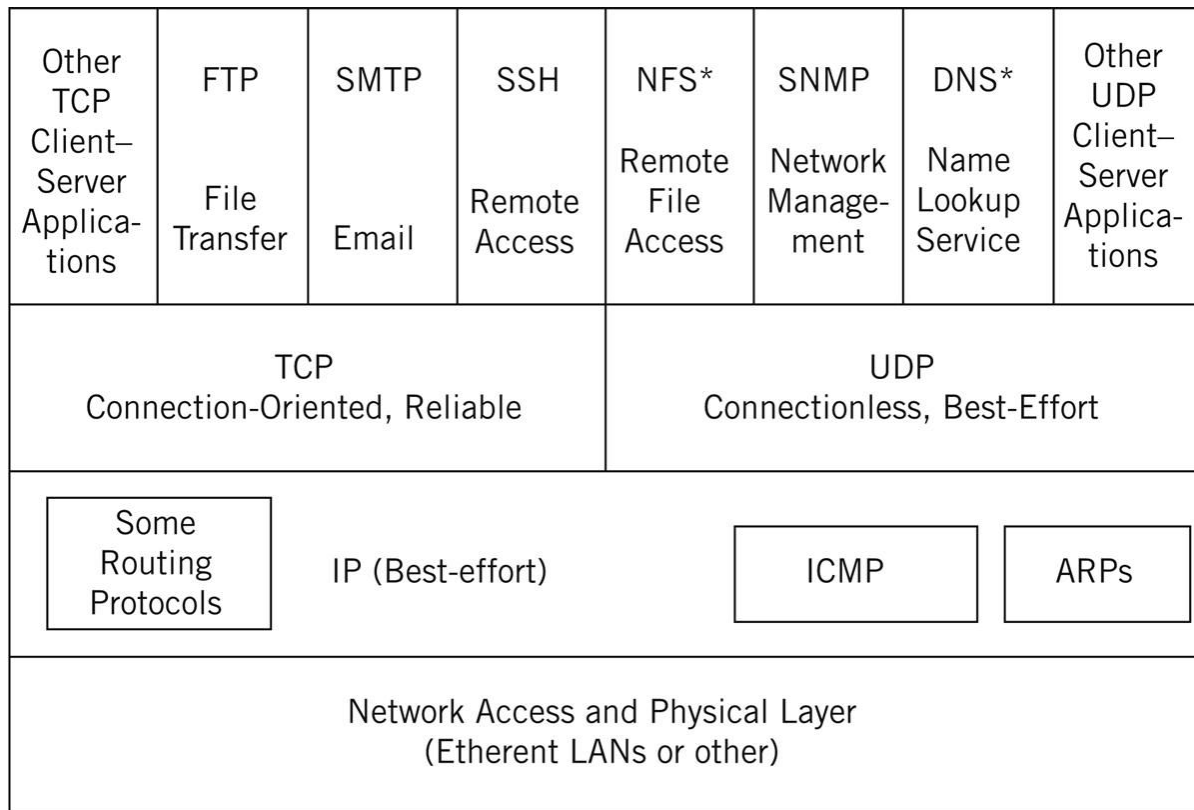 Other
TCP
Client–
Server
Applica-
tions
FTP
File
Transfer
SMTP
Email
SSH
Remote
Access
NFS*
Remote
File
Access
SNMP
Network
Manage-
ment
DNS*
Name
Lookup
Service
Other
UDP
Client–
Server
Applica-
tions
TCP
Connection-Oriented, Reliable
UDP
Connectionless, Best-Effort
Some
Routing
Protocols
IP (Best-effort)
ICMP
ARPs
Network Access and Physical Layer
(Etherent LANs or other)